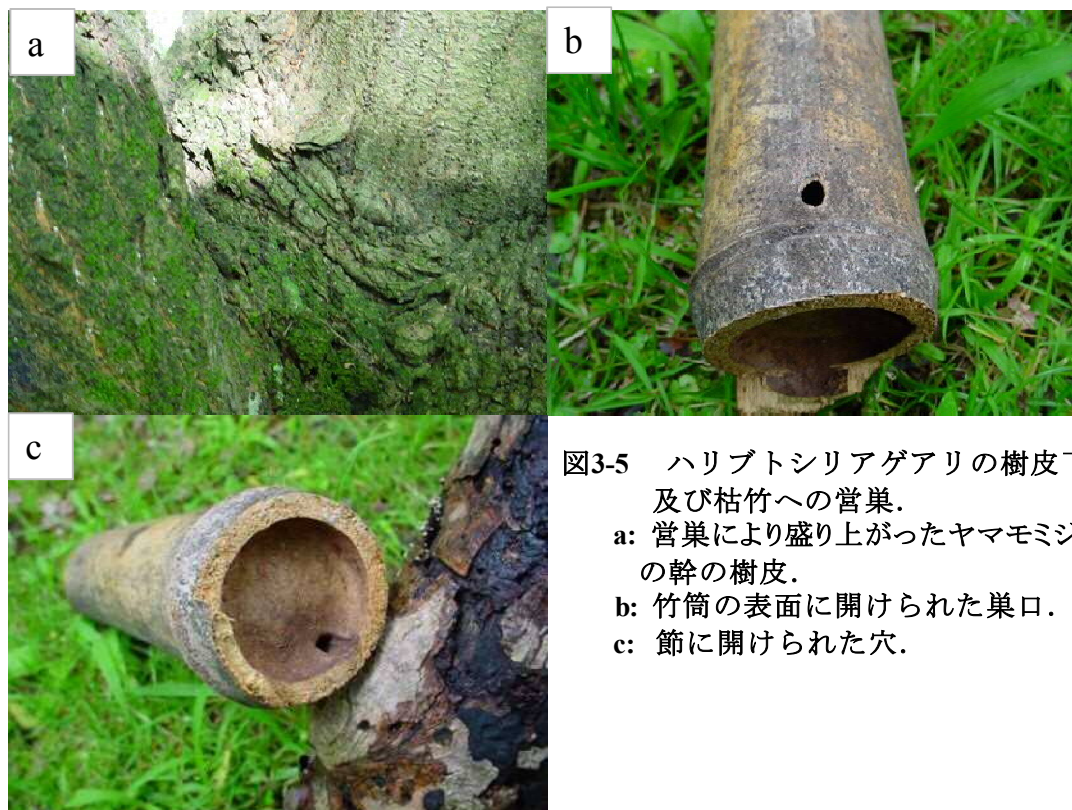 a
b
c
図3-5 ハリブトシリアゲアリの樹皮
及び枯竹への営巣.
a: 営巣により盛り上がったヤマモミジ
の幹の樹皮.
b: 竹筒の表面に開けられた巣口.
c: 節に開けられた穴.